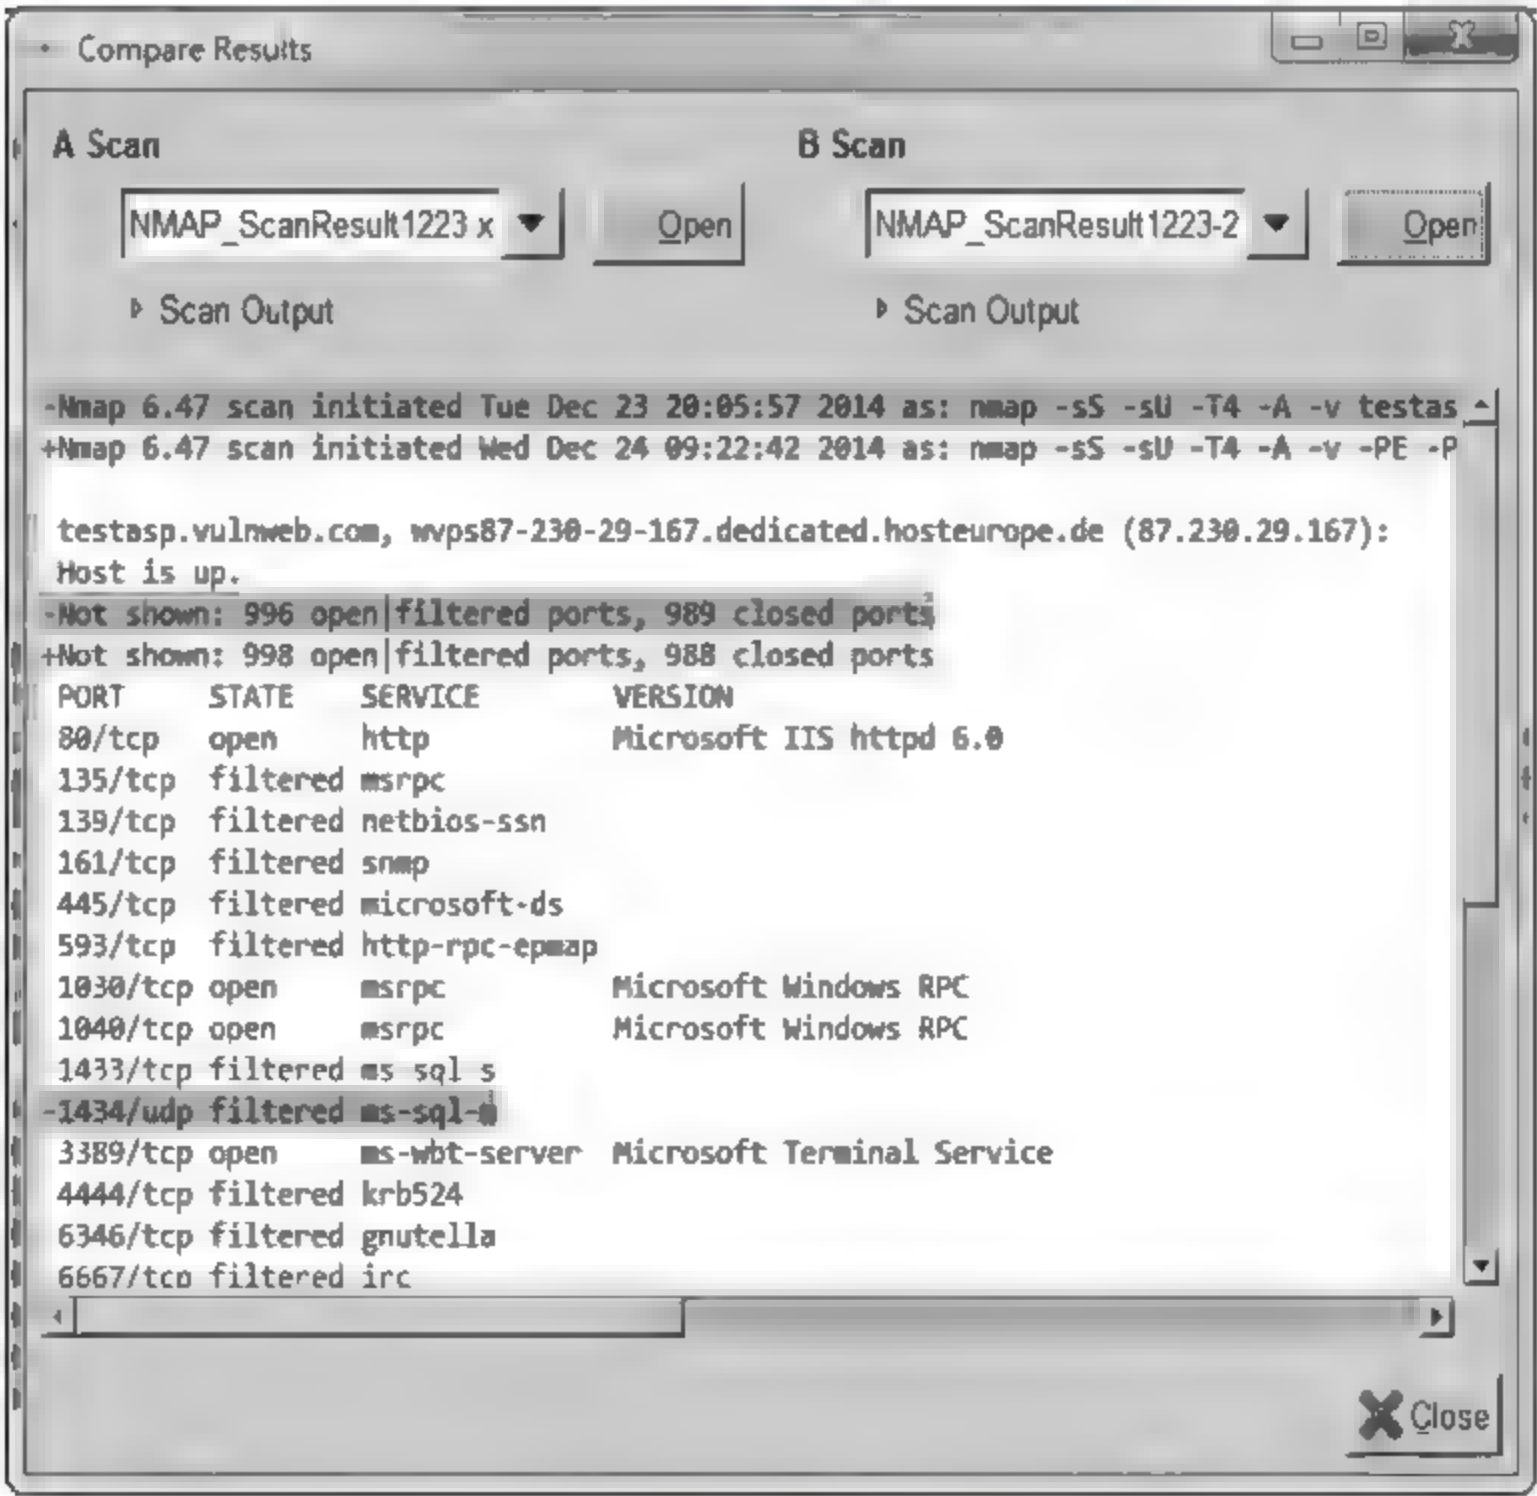 Compare Results
A Scan
B Scan
NMAP_ScanResult1223 x
Open
NMAP_ScanResult1223-2
Open
Scan Output
Scan Output
-Nmap 6.47 scan initiated Tue Dec 23 20:05:57 2014 as: nmap -sS -sU -T4 -A -v testas
+Nmap 6.47 scan initiated Wed Dec 24 09:22:42 2014 as: nmap -sS -sU -T4 -A -v -PE -P
testasp.vulnweb.com, wvps87-230-29-167.dedicated.hosteurope.de (87.230.29.167):
Host is up.
-Not shown: 996 open|filtered ports, 989 closed ports
+Not shown: 998 open|filtered ports, 988 closed ports
PORT STATE SERVICE VERSION
80/tcp open http Microsoft IIS httpd 6.0
135/tcp filtered msrpc
139/tcp filtered netbios-ssn
161/tcp filtered snmp
445/tcp filtered microsoft-ds
593/tcp filtered http-rpc-epmap
1030/tcp open msrpc Microsoft Windows RPC
1040/tcp open msrpc Microsoft Windows RPC
1433/tcp filtered ms sql s
-1434/udp filtered ms-sql-m
3389/tcp open ms-wbt-server Microsoft Terminal Service
4444/tcp filtered krb524
6346/tcp filtered gnutella
6667/tcp filtered irc
Close